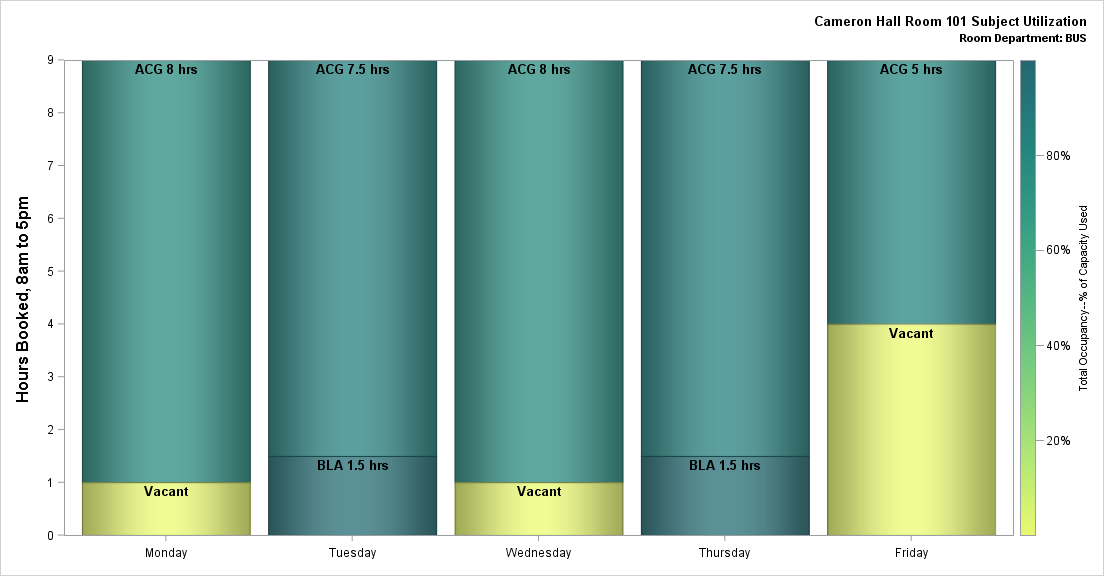 Cameron Hall Room 101 Subject Utilization
Room Department: BUS
Hours Booked, 8am to 5pm
9
8
7
6
5
4
3
2
1
0
ACG 8 hrs
Vacant
ACG 7.5 hrs
BLA 1.5 hrs
ACG 8 hrs
Vacant
ACG 7.5 hrs
BLA 1.5 hrs
ACG 5 hrs
Vacant
Monday
Tuesday
Wednesday
Thursday
Friday
80%
60%
40%
20%
Total Occupancy--% of Capacity Used